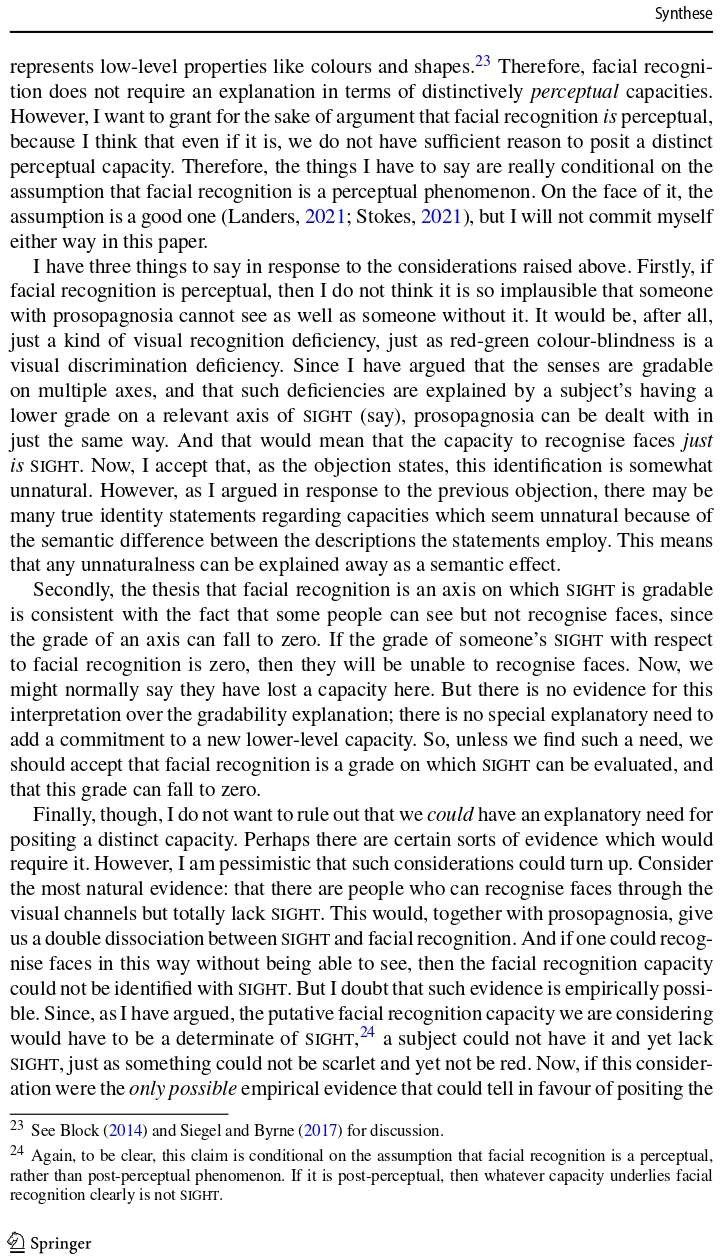 Synthese
represents low-level properties like colours and shapes.23 Therefore, facial recogni-
tion does not require an explanation in terms of distinctively perceptual capacities.
However, I want to grant for the sake of argument that facial recognition is perceptual,
because I think that even if it is, we do not have sufficient reason to posit a distinct
perceptual capacity. Therefore, the things I have to say are really conditional on the
assumption that facial recognition is a perceptual phenomenon. On the face of it, the
assumption is a good one (Landers, 2021; Stokes, 2021), but I will not commit myself
either way in this paper.
I have three things to say in response to the considerations raised above. Firstly, if
facial recognition is perceptual, then I do not think it is so implausible that someone
with prosopagnosia cannot see as well as someone without it. It would be, after all,
just a kind of visual recognition deficiency, just as red-green colour-blindness is a
visual discrimination deficiency. Since I have argued that the senses are gradable
on multiple axes, and that such deficiencies are explained by a subject's having a
lower grade on a relevant axis of SIGHT (say), prosopagnosia can be dealt with in
just the same way. And that would mean that the capacity to recognise faces just
is SIGHT. Now, I accept that, as the objection states, this identification is somewhat
unnatural. However, as I argued in response to the previous objection, there may be
many true identity statements regarding capacities which seem unnatural because of
the semantic difference between the descriptions the statements employ. This means
that any unnaturalness can be explained away as a semantic effect.
Secondly, the thesis that facial recognition is an axis on which SIGHT is gradable
is consistent with the fact that some people can see but not recognise faces, since
the grade of an axis can fall to zero. If the grade of someone's SIGHT with respect
to facial recognition is zero, then they will be unable to recognise faces. Now, we
might normally say they have lost a capacity here. But there is no evidence for this
interpretation over the gradability explanation; there is no special explanatory need to
add a commitment to a new lower-level capacity. So, unless we find such a need, we
should accept that facial recognition is a grade on which SIGHT can be evaluated, and
that this grade can fall to zero.
Finally, though, I do not want to rule out that we could have an explanatory need for
positing a distinct capacity. Perhaps there are certain sorts of evidence which would
require it. However, I am pessimistic that such considerations could turn up. Consider
the most natural evidence: that there are people who can recognise faces through the
visual channels but totally lack SIGHT. This would, together with prosopagnosia, give
us a double dissociation between SIGHT and facial recognition. And if one could recog-
nise faces in this way without being able to see, then the facial recognition capacity
could not be identified with SIGHT. But I doubt that such evidence is empirically possi-
ble. Since, as I have argued, the putative facial recognition capacity we are considering
would have to be a determinate of SIGHT,24 a subject could not have it and yet lack
SIGHT, just as something could not be scarlet and yet not be red. Now, if this consider-
ation were the only possible empirical evidence that could tell in favour of positing the
23 See Block (2014) and Siegel and Byrne (2017) for discussion.
24 Again, to be clear, this claim is conditional on the assumption that facial recognition is a perceptual,
rather than post-perceptual phenomenon. If it is post-perceptual, then whatever capacity underlies facial
recognition clearly is not SIGHT.
Springer